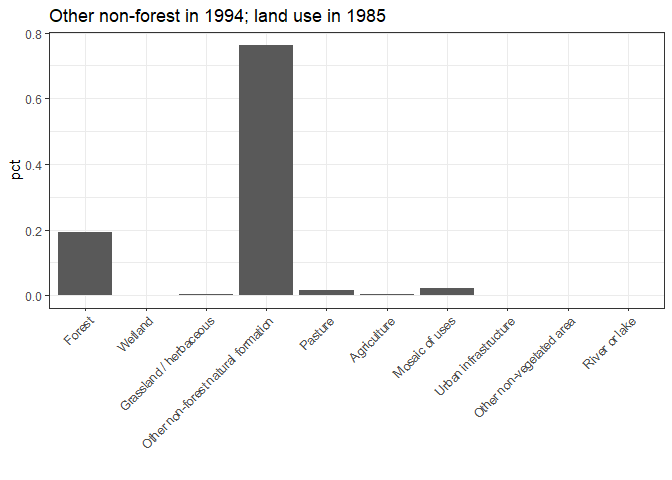 Other non-forest in 1994; land use in 1985
pct
0.8
0.6
0.4
0.2
0.0
Forest
Wetland
Grassland / herbaceous
Other non-forest natural formation
Pasture
Agriculture
Mosaic of uses
Urban infrastructure
Other non-vegetated area
River or lake